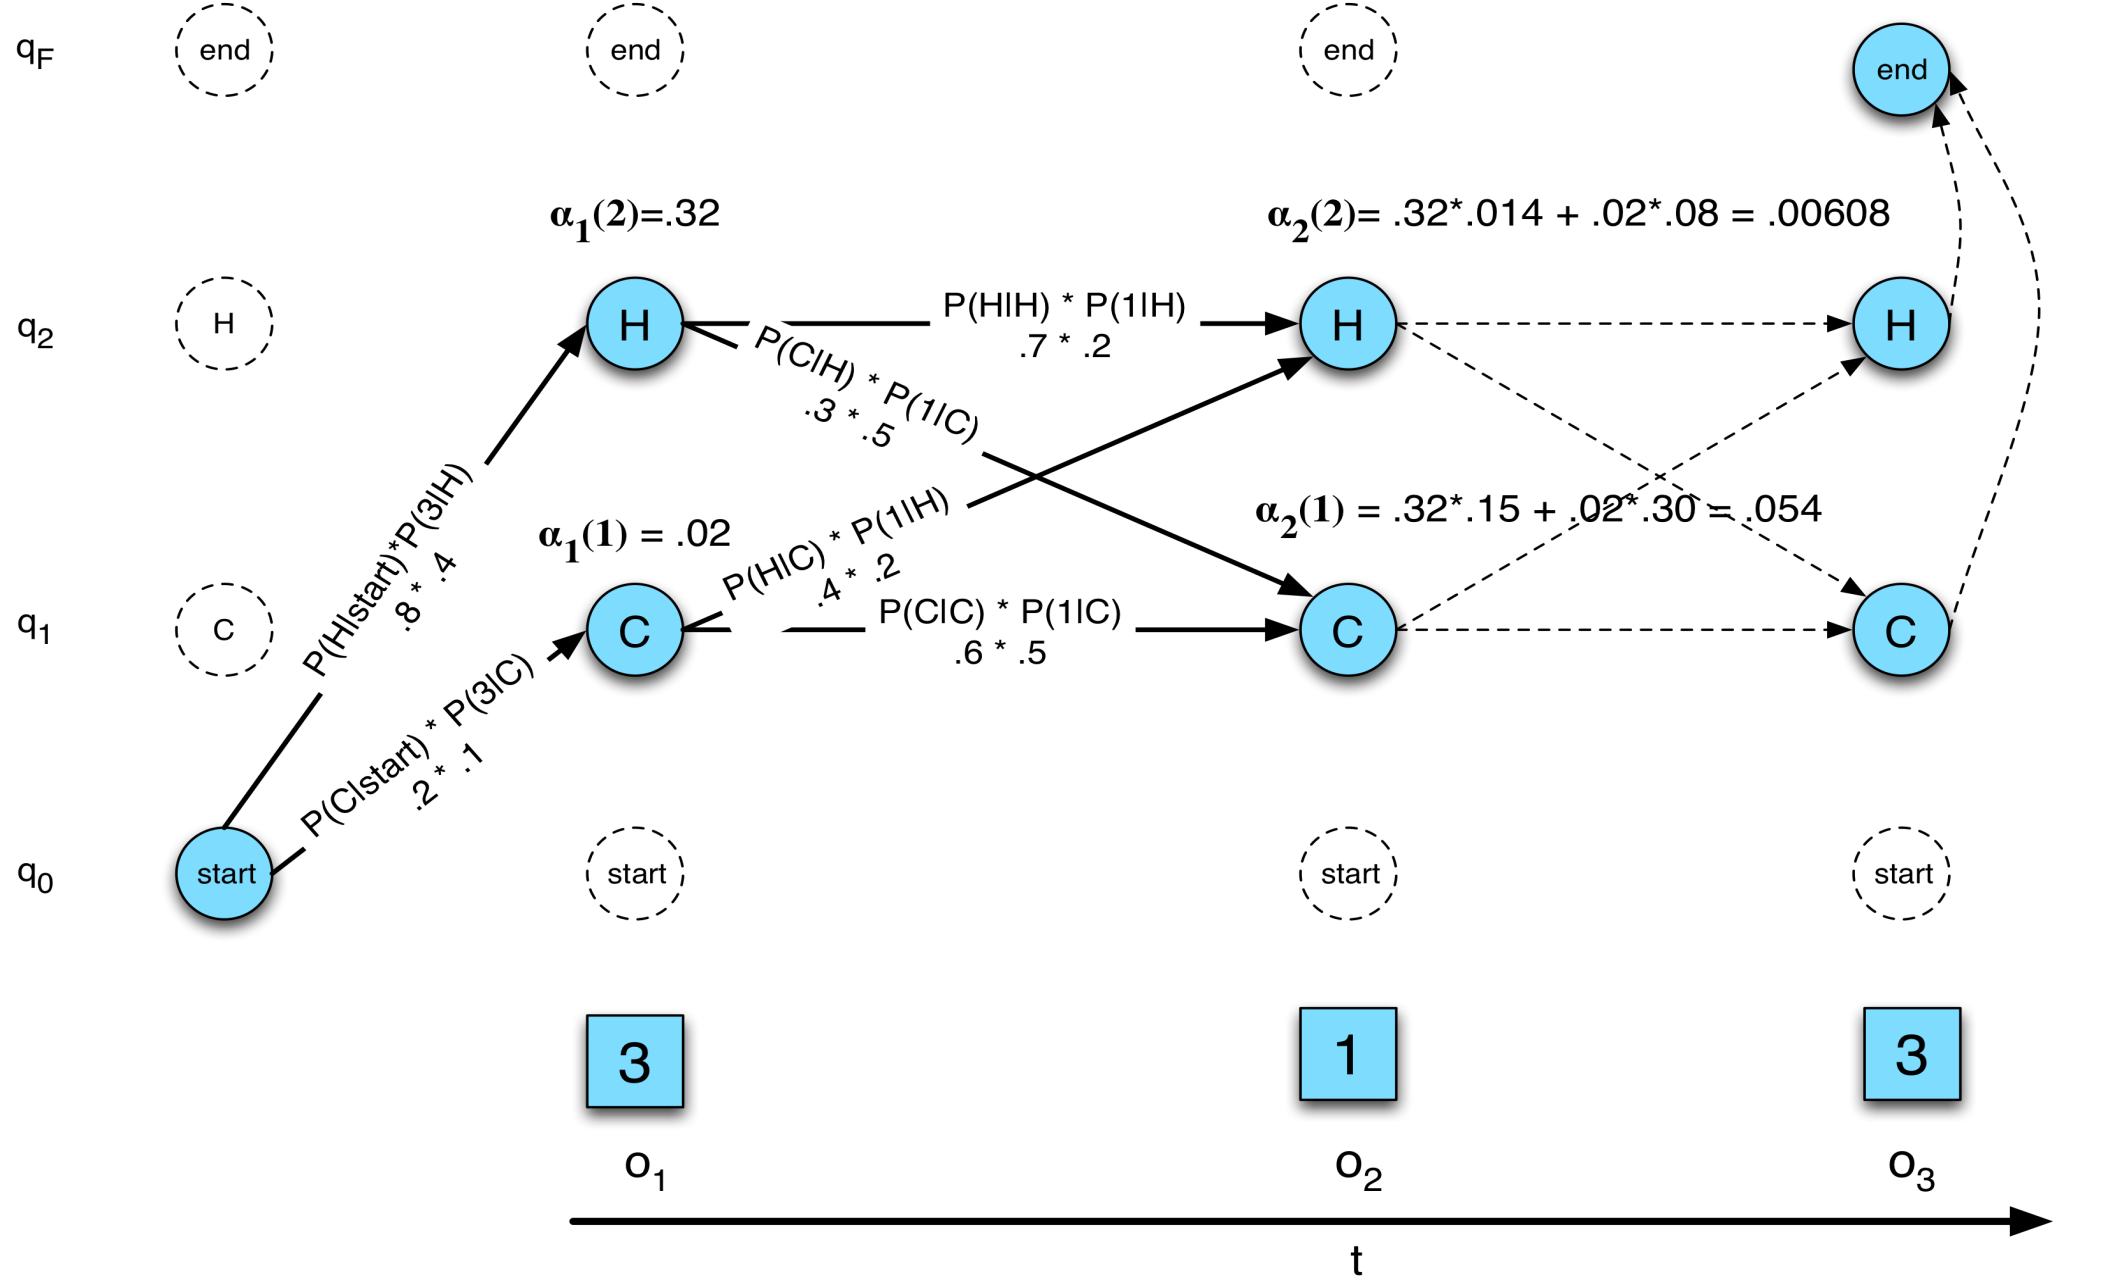 q_F end end end end
α₁(2)=.32
α₂(2)= .32*.014 + .02*.08 = .00608
q₂ H H H H
P(H|H) * P(1|H)
.7 * .2
P(C|H) * P(1|C)
.3 * .5
P(H|start)*P(3|H)
.8 * .4
α₁(1) = .02
α₂(1) = .32*.15 + .02*.30 = .054
P(H|C) * P(1|H)
.4 * .2
q₁ C C C C
P(C|C) * P(1|C)
.6 * .5
P(C|start) * P(3|C)
.2 * .1
q₀ start start start start
3 1 3
o₁ o₂ o₃
t